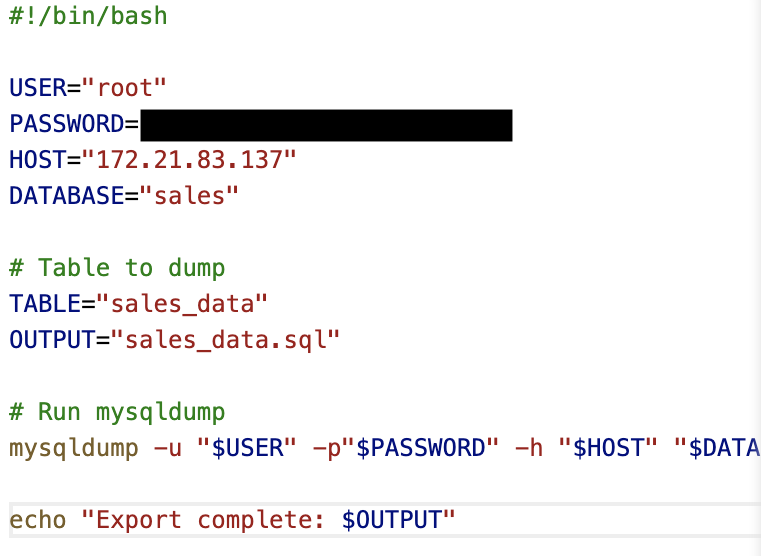 #!/bin/bash
USER="root"
PASSWORD=
HOST="172.21.83.137"
DATABASE="sales"
# Table to dump
TABLE="sales_data"
OUTPUT="sales_data.sql"
# Run mysqldump
mysqldump -u "$USER" -p"$PASSWORD" -h "$HOST" "$DATA
echo "Export complete: $OUTPUT"